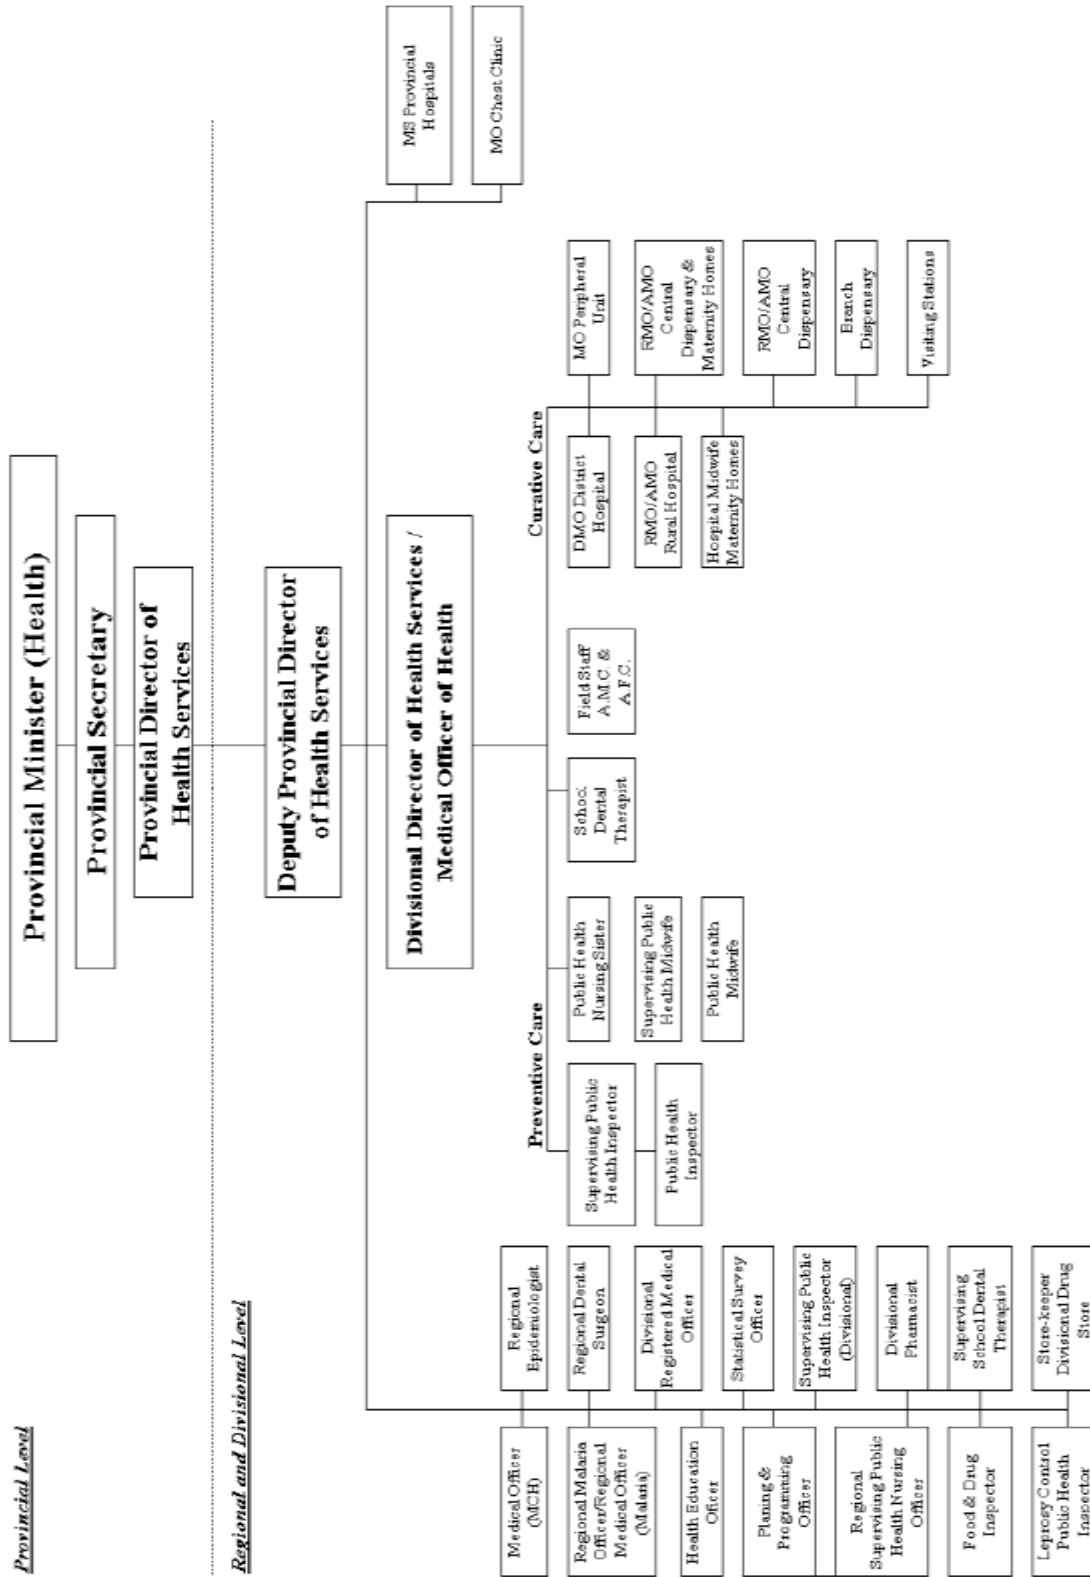 Provincial Level
Provincial Minister (Health)
Provincial Secretary
Provincial Director of
Health Services
Regional and Divisional Level
Deputy Provincial Director
of Health Services
Divisional Director of Health Services /
Medical Officer of Health
MS Provincial
Hospitals
MO Chest Clinic
Medical Officer
(MCH)
Regional
Epidemiologist
Regional Malaria
Officer/Regional
Medical Officer
(Malaria)
Regional Dental
Surgeon
Health Education
Officer
Divisional
Registered Medical
Officer
Planing &
Programming
Officer
Statistical Survey
Officer
Regional
Supervising Public
Health Nursing
Officer
Supervising Public
Health Inspector
(Divisional)
Food & Drug
Inspector
Divisional
Pharmacist
Leprosy Control
Public Health
Inspector
Supervising
School Dental
Therapist
Store-keeper
Divisional Drug
Store
Preventive Care
Supervising Public
Health Inspector
Public Health
Inspector
Public Health
Nursing Sister
Supervising Public
Health Midwife
Public Health
Midwife
School
Dental
Therapist
Field Staff
A.M.C. &
A.F.C.
Curative Care
DMO District
Hospital
RMO/AMO
Rural Hospital
Hospital Midwife
Maternity Homes
MO Peripheral
Unit
RMO/AMO
Central
Dispensary &
Maternity Homes
RMO/AMO
Central
Dispensary
Branch
Dispensary
Visiting Stations